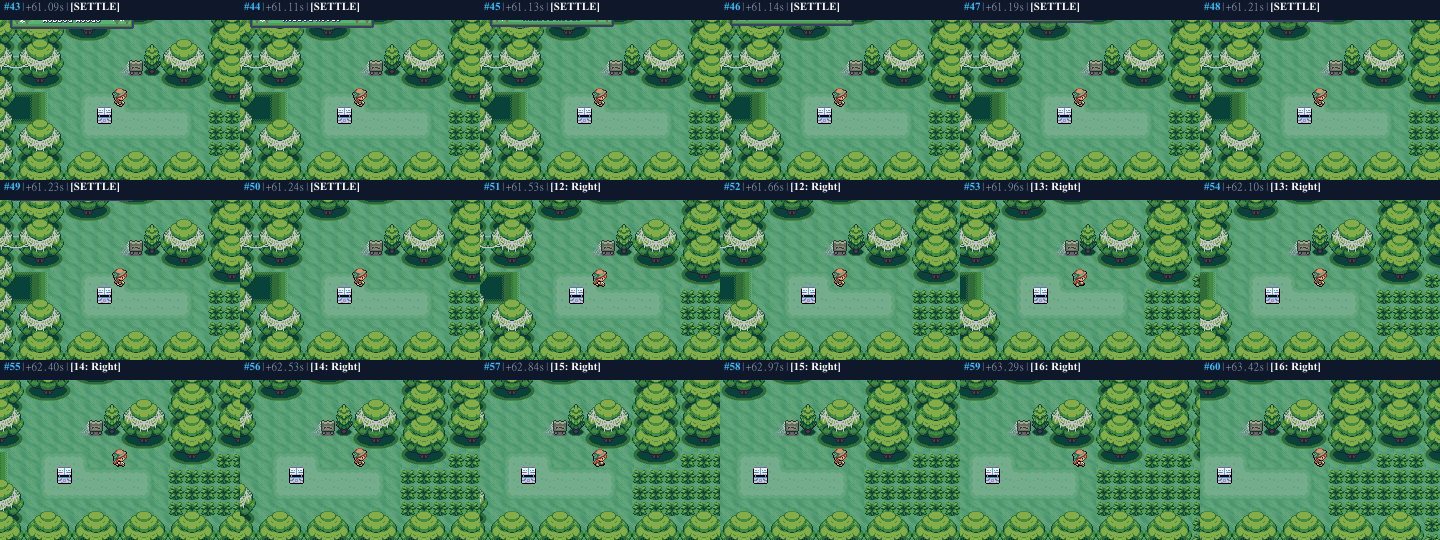 #43 | +61.09s | [SETTLE]
#44 | +61.11s | [SETTLE]
#45 | +61.13s | [SETTLE]
#46 | +61.14s | [SETTLE]
#47 | +61.19s | [SETTLE]
#48 | +61.21s | [SETTLE]
#49 | +61.23s | [SETTLE]
#50 | +61.24s | [SETTLE]
#51 | +61.53s | [12: Right]
#52 | +61.66s | [12: Right]
#53 | +61.96s | [13: Right]
#54 | +62.10s | [13: Right]
#55 | +62.40s | [14: Right]
#56 | +62.53s | [14: Right]
#57 | +62.84s | [15: Right]
#58 | +62.97s | [15: Right]
#59 | +63.29s | [16: Right]
#60 | +63.42s | [16: Right]